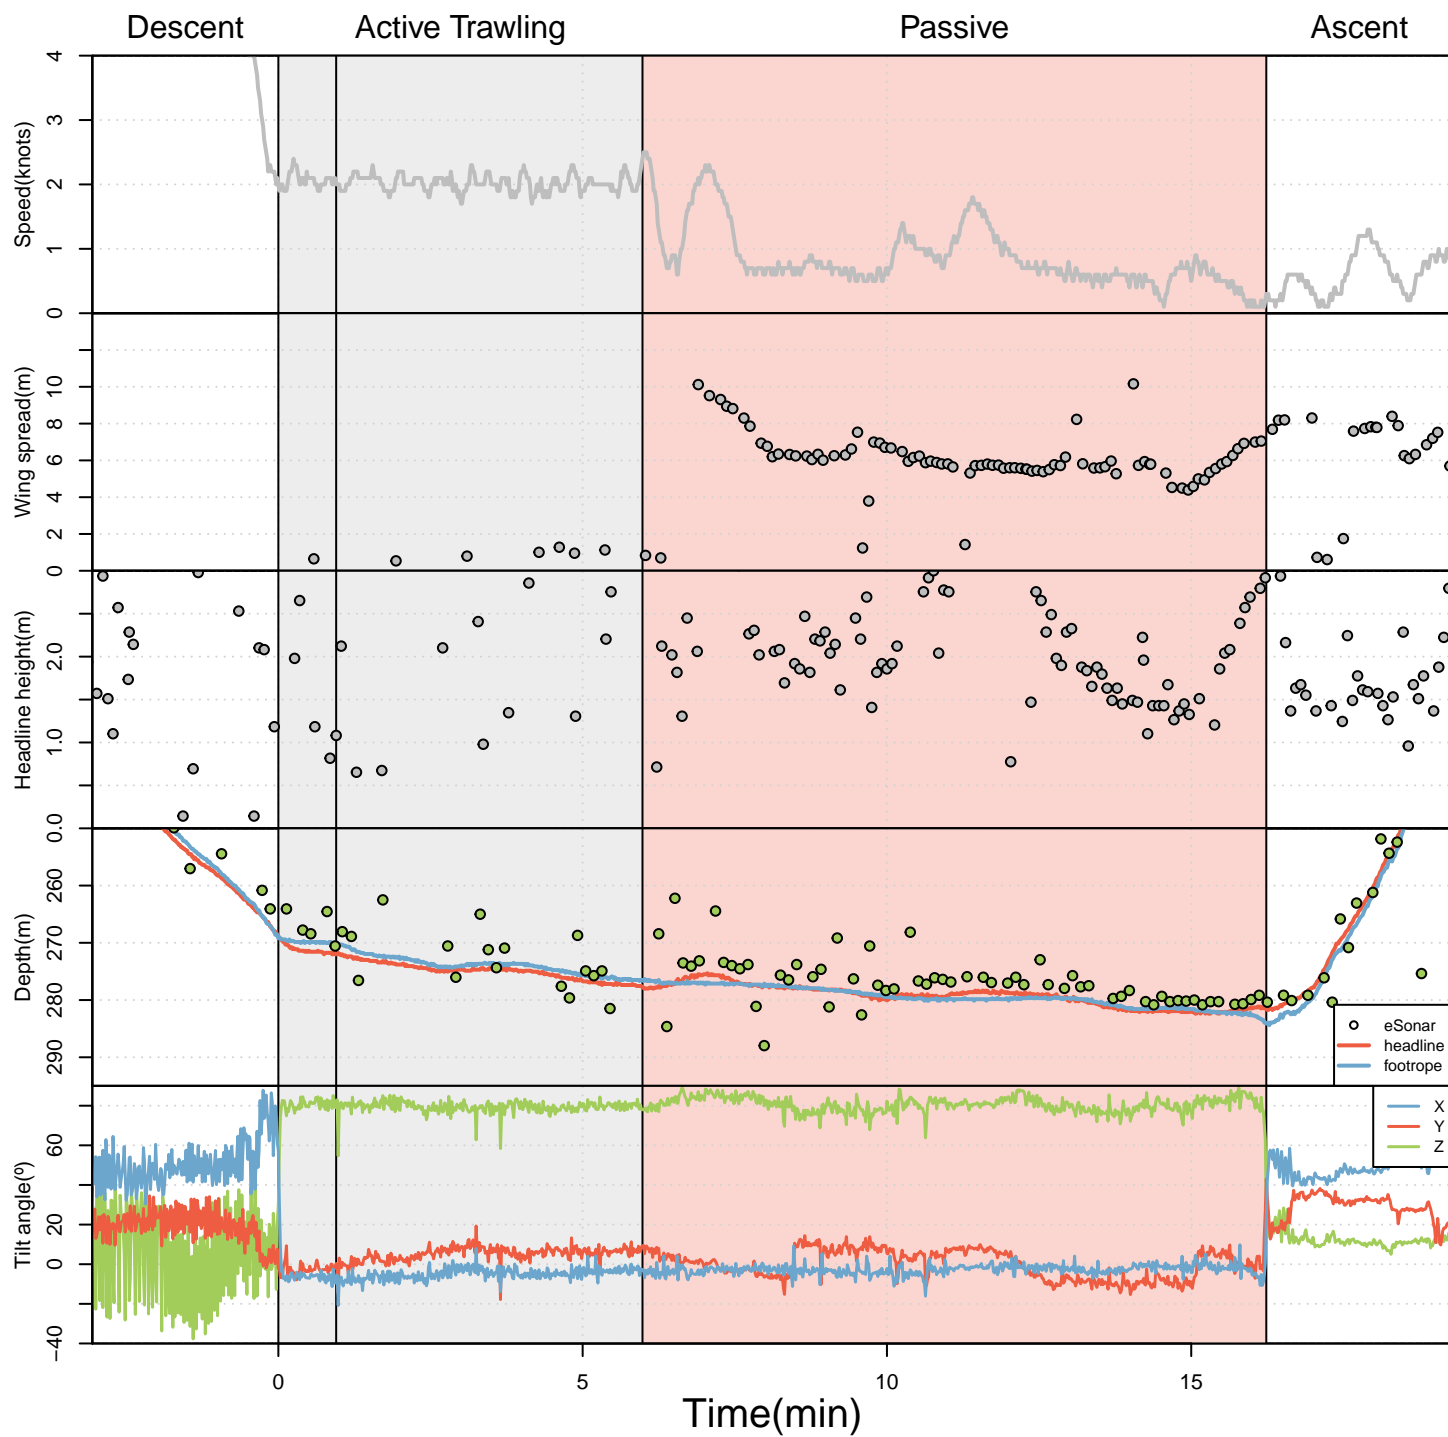 Descent Active Trawling Passive Ascent
Speed(knots)
4
3
2
1
0
Wing spread(m)
10
8
6
4
2
0
Headline height(m)
2.0
1.0
0.0
Depth(m)
260
270
280
290
eSonar
headline
footrope
Tilt angle(º)
60
20
0
−40
X
Y
Z
0 5 10 15
Time(min)